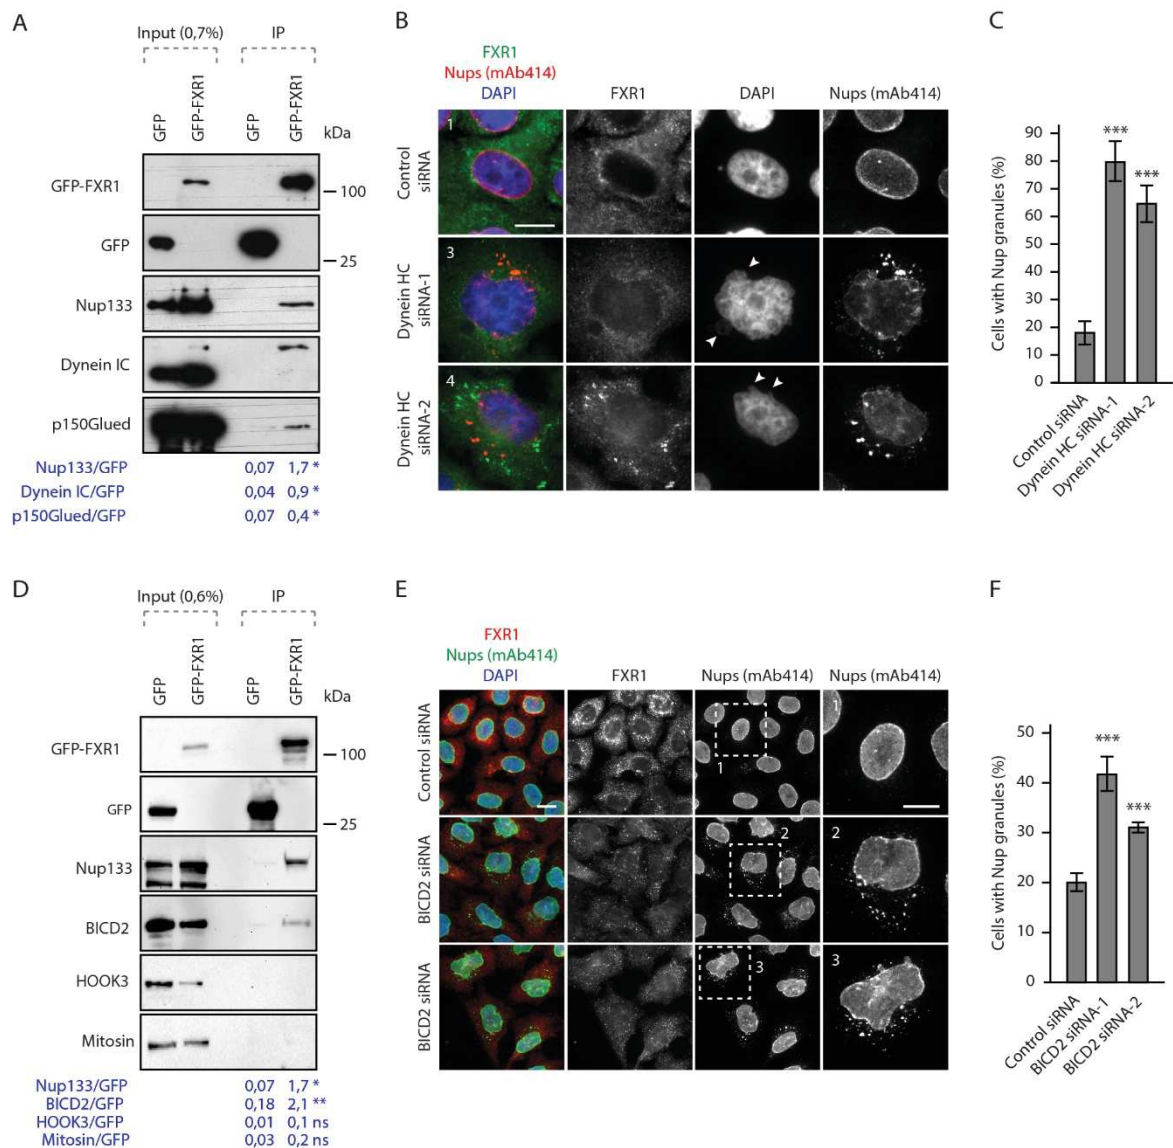 A
Input (0,7%) IP
GFP GFP-FXR1 GFP GFP-FXR1 kDa
GFP-FXR1 100
GFP 25
Nup133
Dynein IC
p150Glued
Nup133/GFP 0,07 1,7 *
Dynein IC/GFP 0,04 0,9 *
p150Glued/GFP 0,07 0,4 *
B
FXR1
Nups (mAb414)
DAPI FXR1 DAPI Nups (mAb414)
Control siRNA 1
Dynein HC siRNA-1 3
Dynein HC siRNA-2 4
C
Cells with Nup granules (%)
90
80
70
60
50
40
30
20
10
0
***
***
Control siRNA
Dynein HC siRNA-1
Dynein HC siRNA-2
D
Input (0,6%) IP
GFP GFP-FXR1 GFP GFP-FXR1 kDa
GFP-FXR1 100
GFP 25
Nup133
BICD2
HOOK3
Mitosin
Nup133/GFP 0,07 1,7 *
BICD2/GFP 0,18 2,1 **
HOOK3/GFP 0,01 0,1 ns
Mitosin/GFP 0,03 0,2 ns
E
FXR1
Nups (mAb414)
DAPI FXR1 Nups (mAb414) Nups (mAb414)
Control siRNA 1 1
BICD2 siRNA 2 2
BICD2 siRNA 3 3
F
Cells with Nup granules (%)
50
40
30
20
10
0
***
***
Control siRNA
BICD2 siRNA-1
BICD2 siRNA-2